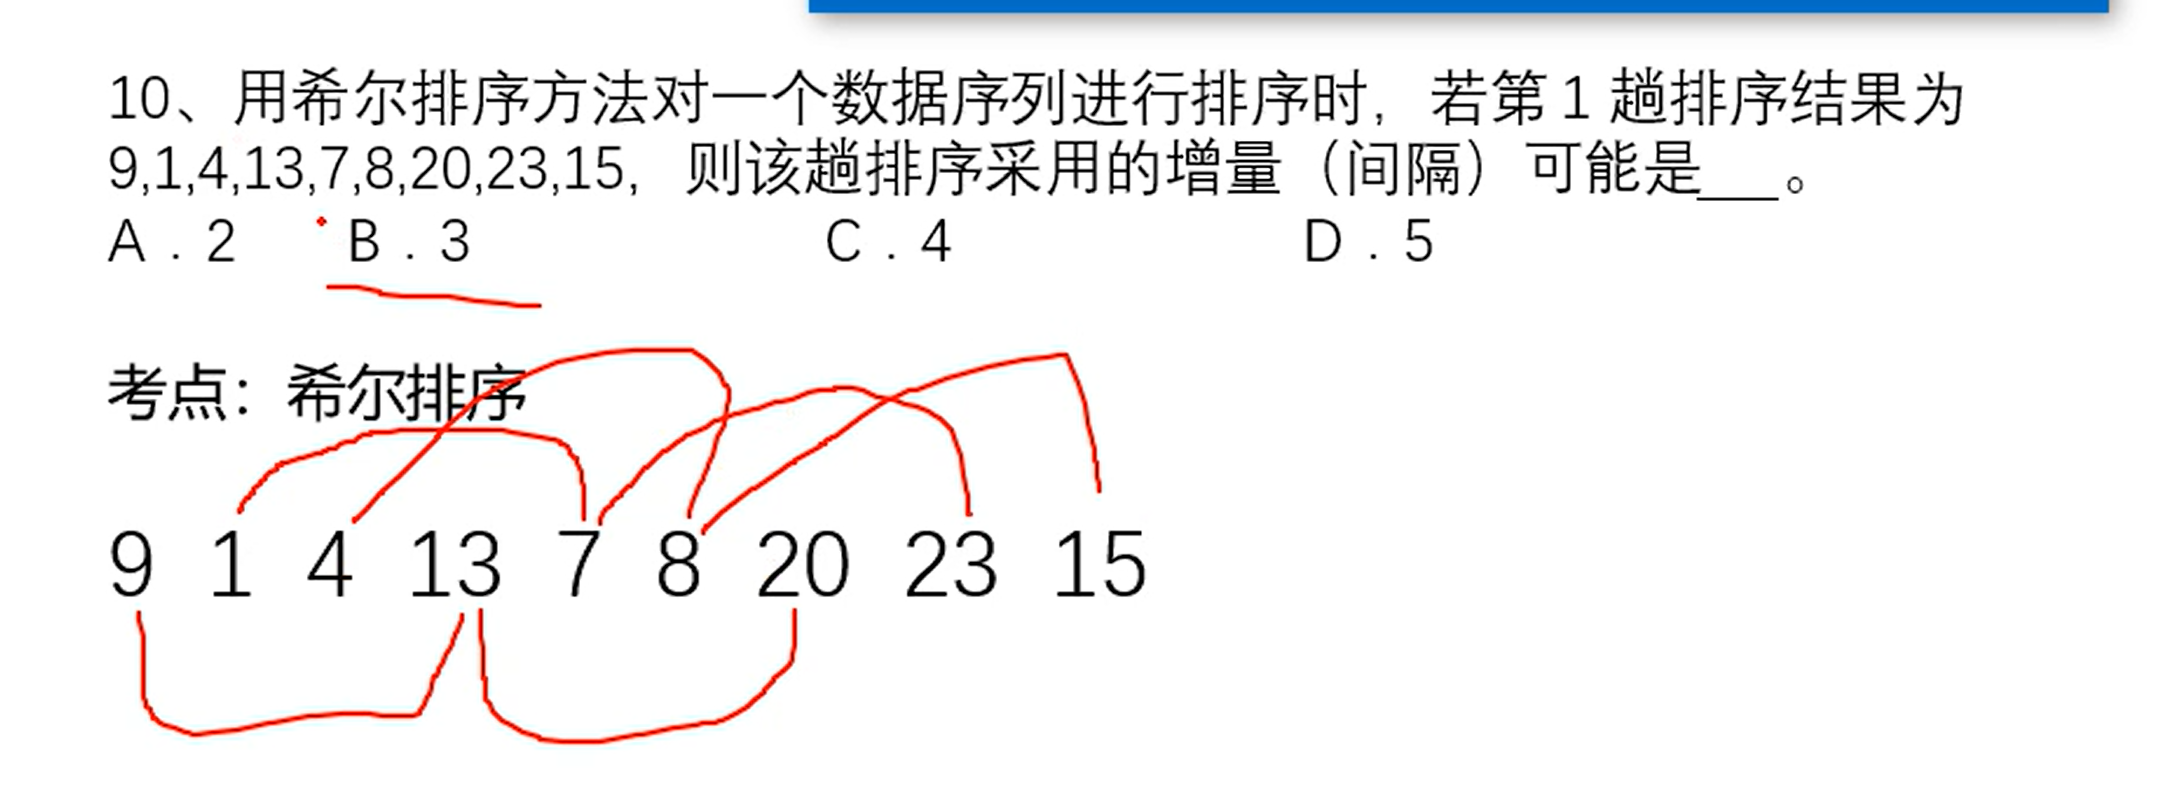 10、用希尔排序方法对一个数据序列进行排序时，若第1趟排序结果为
9,1,4,13,7,8,20,23,15，则该趟排序采用的增量（间隔）可能是___。
A．2 B．3 C．4 D．5
考点：希尔排序
9 1 4 13 7 8 20 23 15